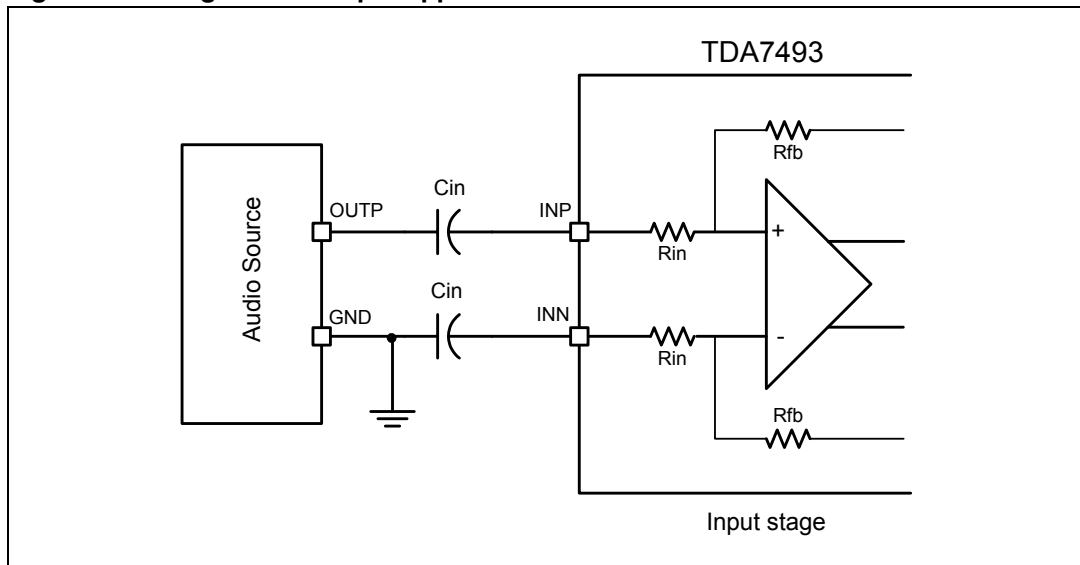 TDA7493
Rfb
Cin
OUTP
INP
Rin
+
Audio Source
Cin
GND
INN
Rin
-
Rfb
Input stage